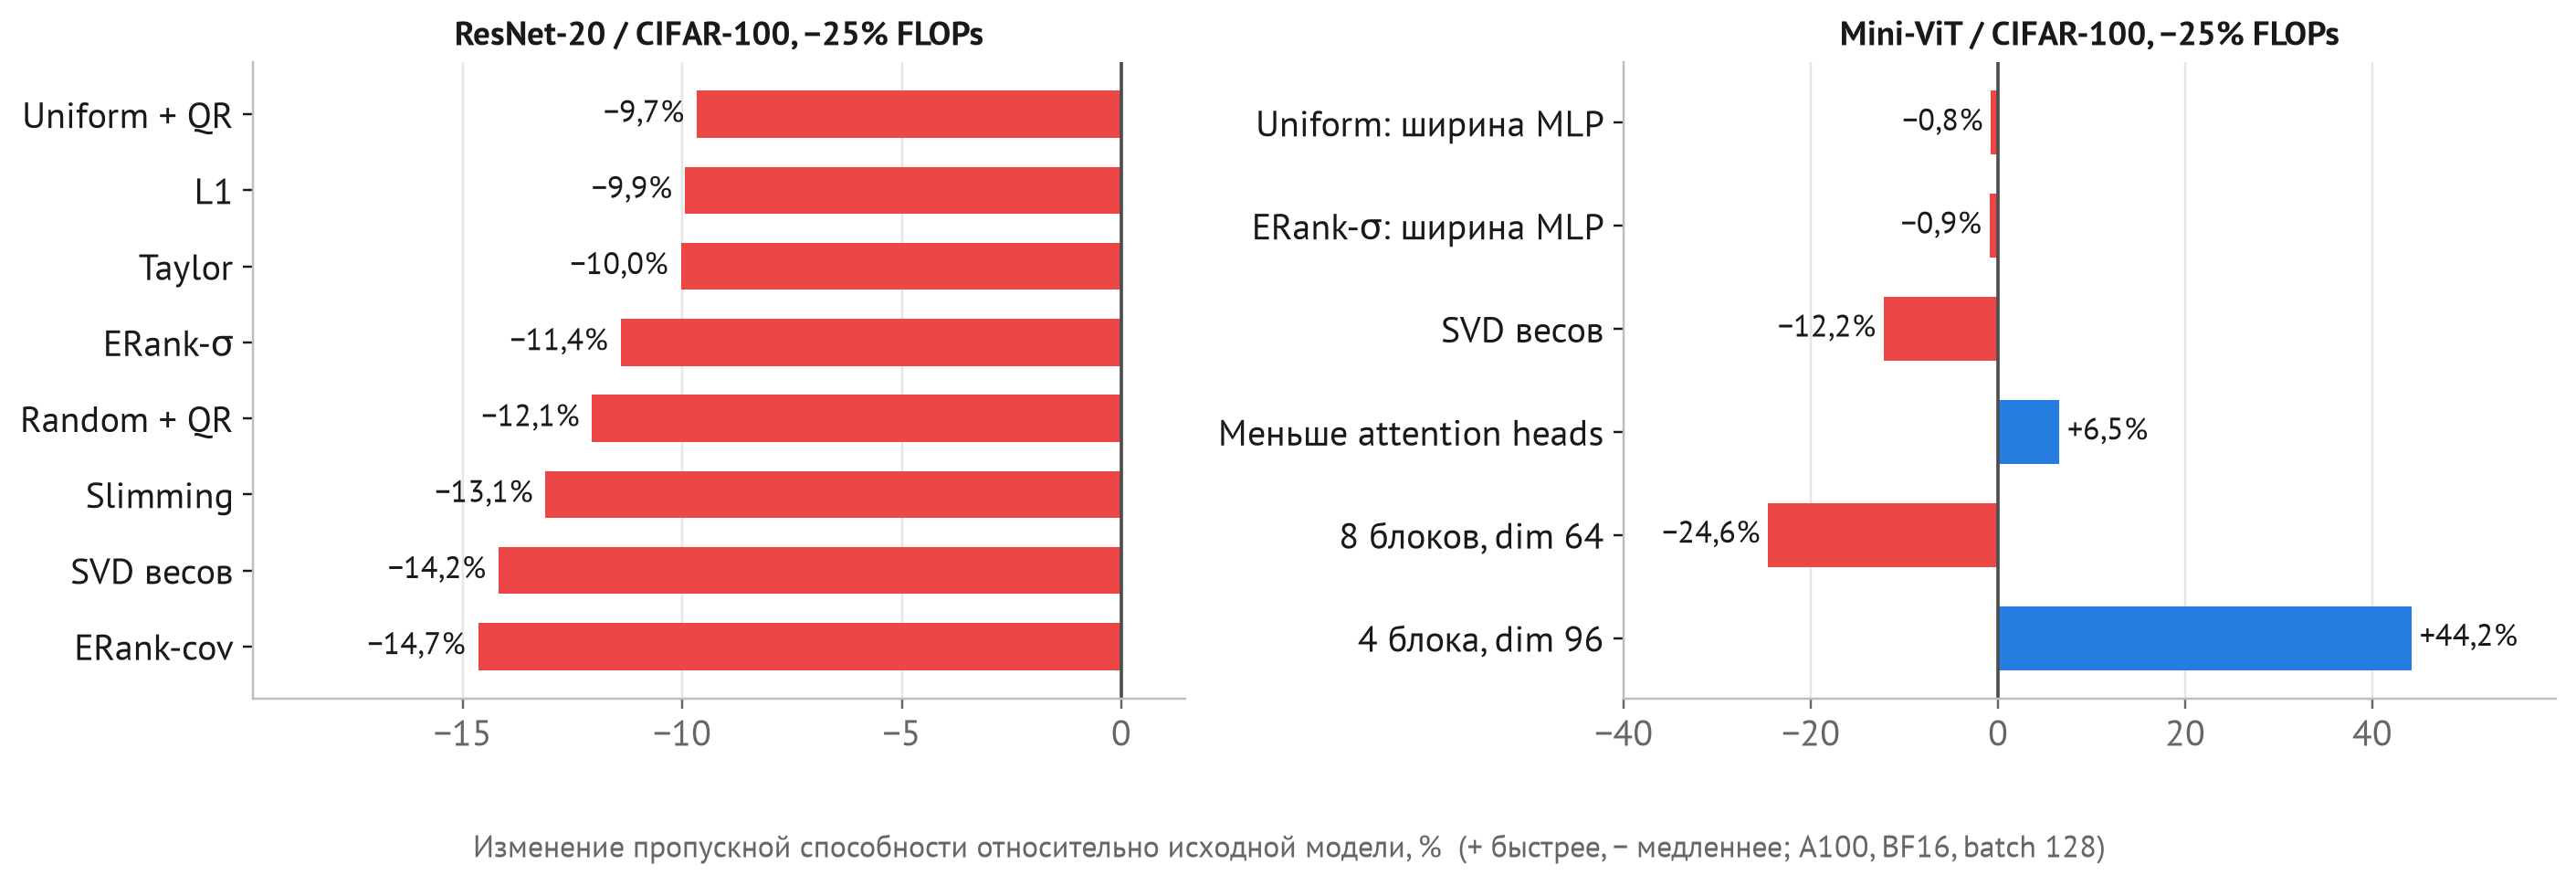 ResNet-20 / CIFAR-100, −25% FLOPs
Uniform + QR
−9,7%
L1
−9,9%
Taylor
−10,0%
ERank-σ
−11,4%
Random + QR
−12,1%
Slimming
−13,1%
SVD весов
−14,2%
ERank-cov
−14,7%
−15 −10 −5 0
Mini-ViT / CIFAR-100, −25% FLOPs
Uniform: ширина MLP
−0,8%
ERank-σ: ширина MLP
−0,9%
SVD весов
−12,2%
Меньше attention heads
+6,5%
8 блоков, dim 64
−24,6%
4 блока, dim 96
+44,2%
−40 −20 0 20 40
Изменение пропускной способности относительно исходной модели, % (+ быстрее, − медленнее; A100, BF16, batch 128)